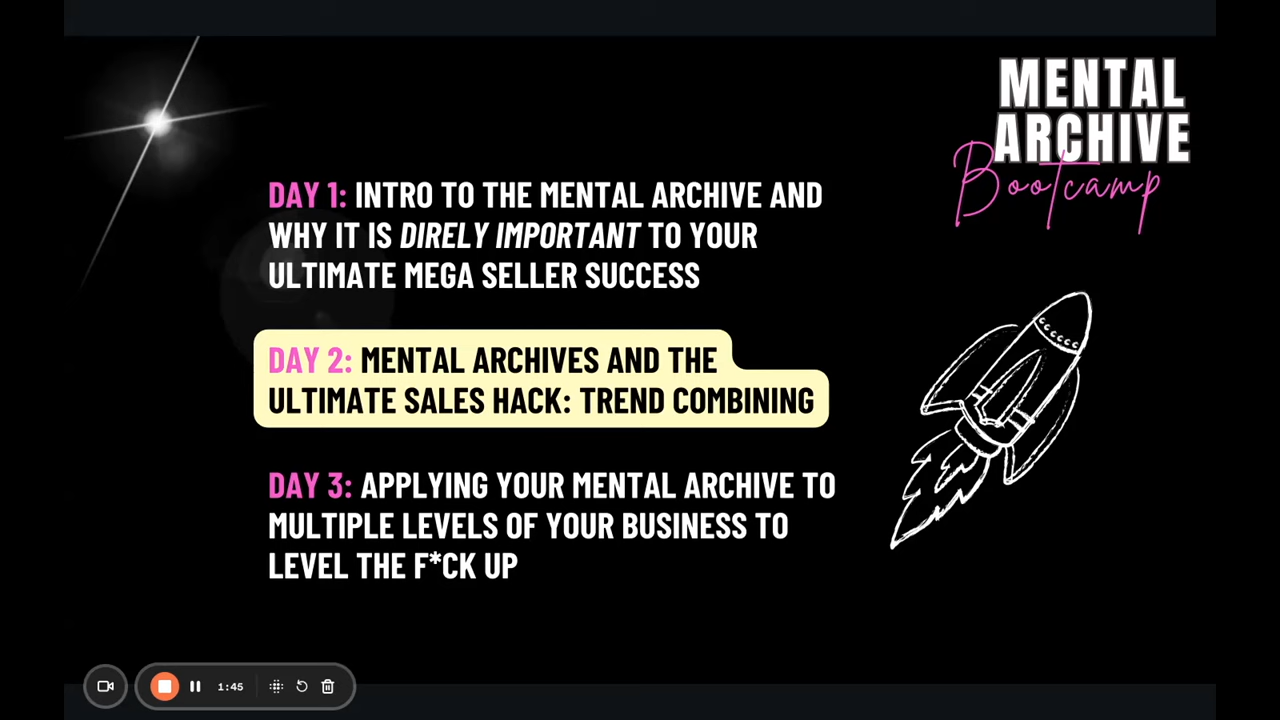 MENTAL
ARCHIVE
Bootcamp
DAY 1: INTRO TO THE MENTAL ARCHIVE AND
WHY IT IS DIRELY IMPORTANT TO YOUR
ULTIMATE MEGA SELLER SUCCESS
DAY 2: MENTAL ARCHIVES AND THE
ULTIMATE SALES HACK: TREND COMBINING
DAY 3: APPLYING YOUR MENTAL ARCHIVE TO
MULTIPLE LEVELS OF YOUR BUSINESS TO
LEVEL THE F*CK UP
1:45